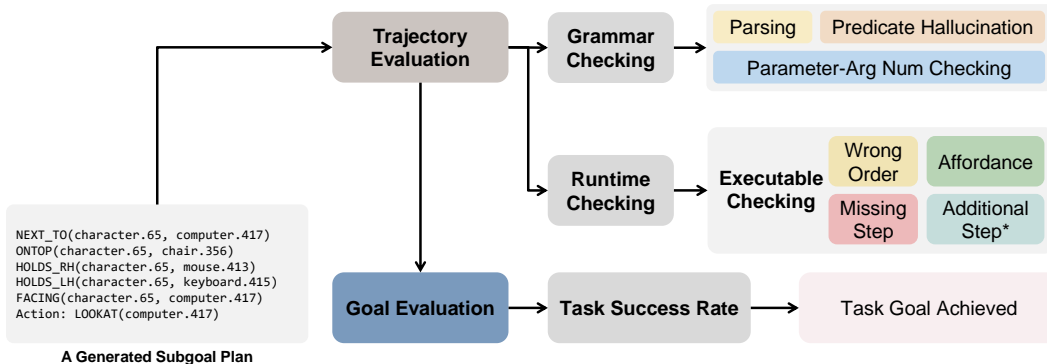 Trajectory
Evaluation
Grammar
Checking
Parsing
Predicate Hallucination
Parameter-Arg Num Checking
Runtime
Checking
Executable
Checking
Wrong
Order
Affordance
Missing
Step
Additional
Step*
NEXT_TO(character.65, computer.417)
ONTOP(character.65, chair.356)
HOLDS_RH(character.65, mouse.413)
HOLDS_LH(character.65, keyboard.415)
FACING(character.65, computer.417)
Action: LOOKAT(computer.417)
A Generated Subgoal Plan
Goal Evaluation
Task Success Rate
Task Goal Achieved